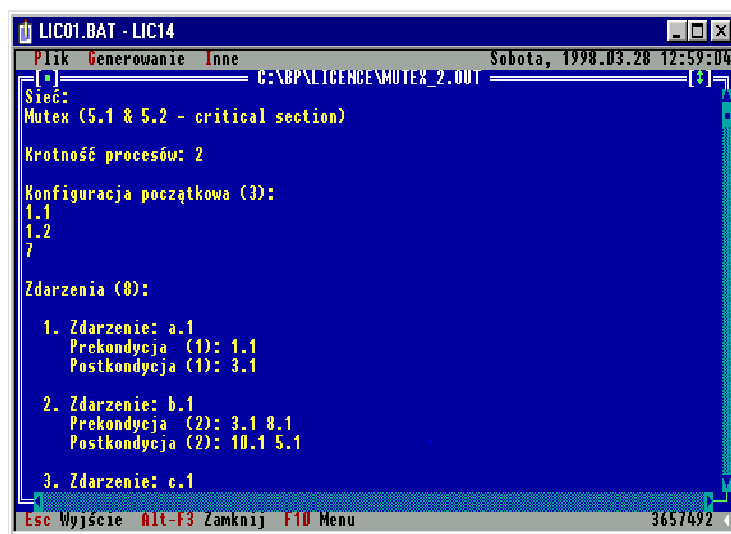 LIC01.BAT - LIC14
Plik Generowanie Inne Sobota, 1998.03.28 12:59:04
C:\BP\LICENCE\MUTEX_2.OUT
Sieć:
Mutex (5.1 & 5.2 - critical section)
Krotność procesów: 2
Konfiguracja początkowa (3):
1.1
1.2
7
Zdarzenia (8):
1. Zdarzenie: a.1
Prekondycja (1): 1.1
Postkondycja (1): 3.1
2. Zdarzenie: b.1
Prekondycja (2): 3.1 8.1
Postkondycja (2): 10.1 5.1
3. Zdarzenie: c.1
Esc Wyjście Alt-F3 Zamknij F10 Menu 3657492